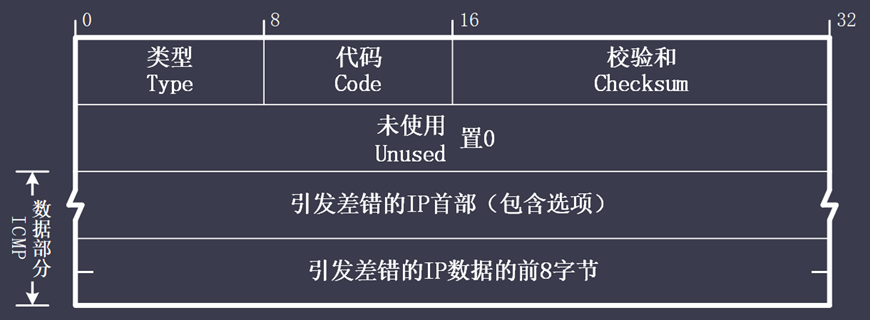 0 8 16 32
类型 代码 校验和
Type Code Checksum
未使用 置0
Unused
引发差错的IP首部（包含选项）
引发差错的IP数据的前8字节
数据部分
ICMP